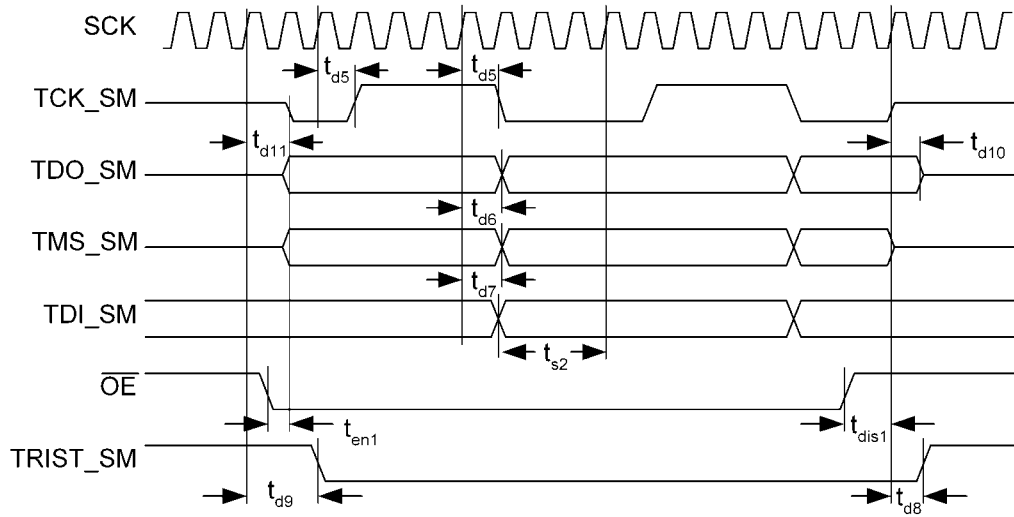 SCK
td5 td5
TCK_SM
td11 td10
TDO_SM
td6
TMS_SM
td7
TDI_SM
ts2
OE
ten1 tdis1
TRIST_SM
td9 td8